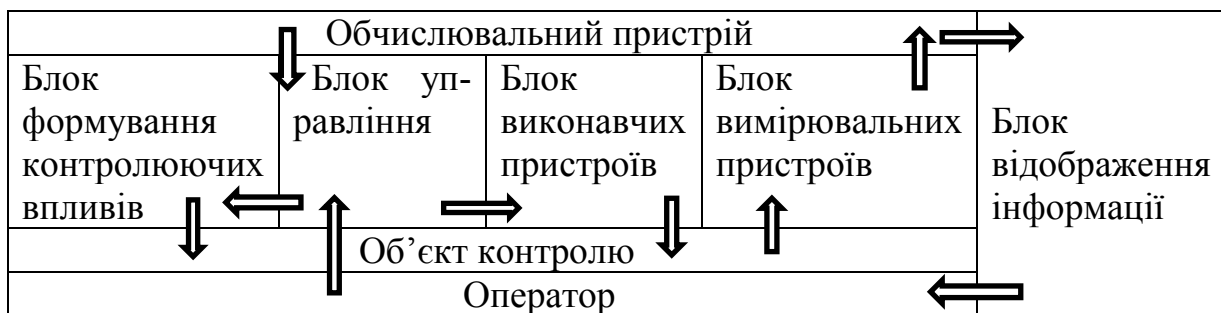 Обчислювальний пристрій
Блок
формування
контролюючих
впливів
Блок уп-
равління
Блок
виконавчих
пристроїв
Блок
вимірювальних
пристроїв
Блок
відображення
інформації
Об’єкт контролю
Оператор